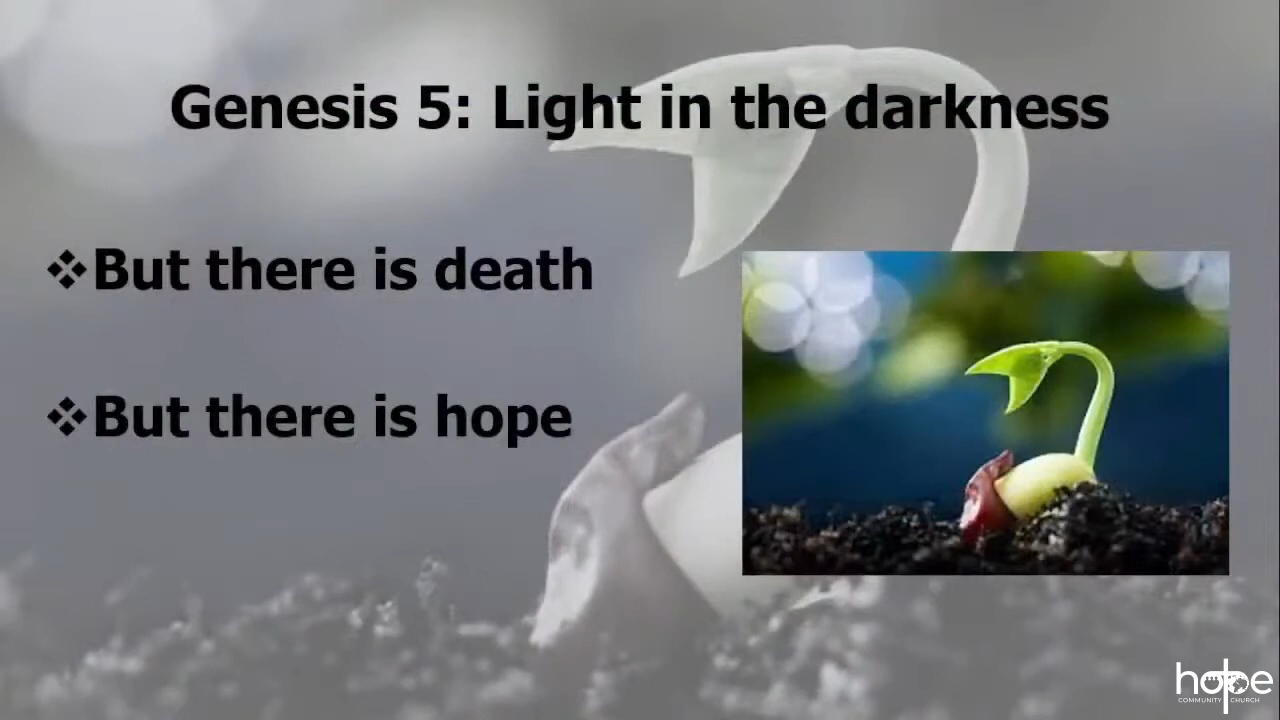 Genesis 5: Light in the darkness
❖But there is death
❖But there is hope
hope
COMMUNITY CHURCH